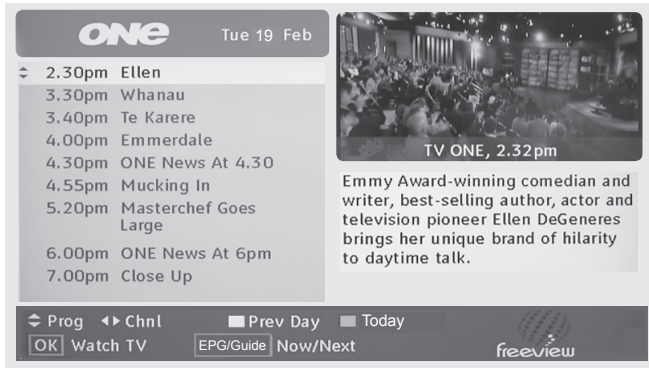 ONE
Tue 19 Feb
2.30pm Ellen
3.30pm Whanau
3.40pm Te Karere
4.00pm Emmerdale
4.30pm ONE News At 4.30
4.55pm Mucking In
5.20pm Masterchef Goes
Large
6.00pm ONE News At 6pm
7.00pm Close Up
TV ONE, 2.32pm
Emmy Award-winning comedian and
writer, best-selling author, actor and
television pioneer Ellen DeGeneres
brings her unique brand of hilarity
to daytime talk.
Prog Chnl Prev Day Today
OK Watch TV EPG/Guide Now/Next
freeview